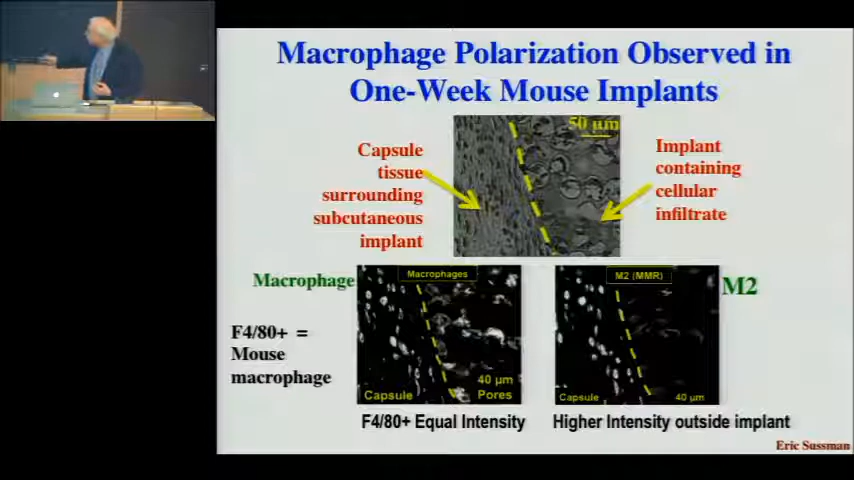 Macrophage Polarization Observed in
One-Week Mouse Implants
50 µm
Capsule
tissue
surrounding
subcutaneous
implant
Implant
containing
cellular
infiltrate
Macrophage
Macrophages
M2 (MMR)
M2
F4/80+ =
Mouse
macrophage
Capsule
40 µm
Pores
Capsule
40 µm
F4/80+ Equal Intensity
Higher Intensity outside implant
Eric Sussman